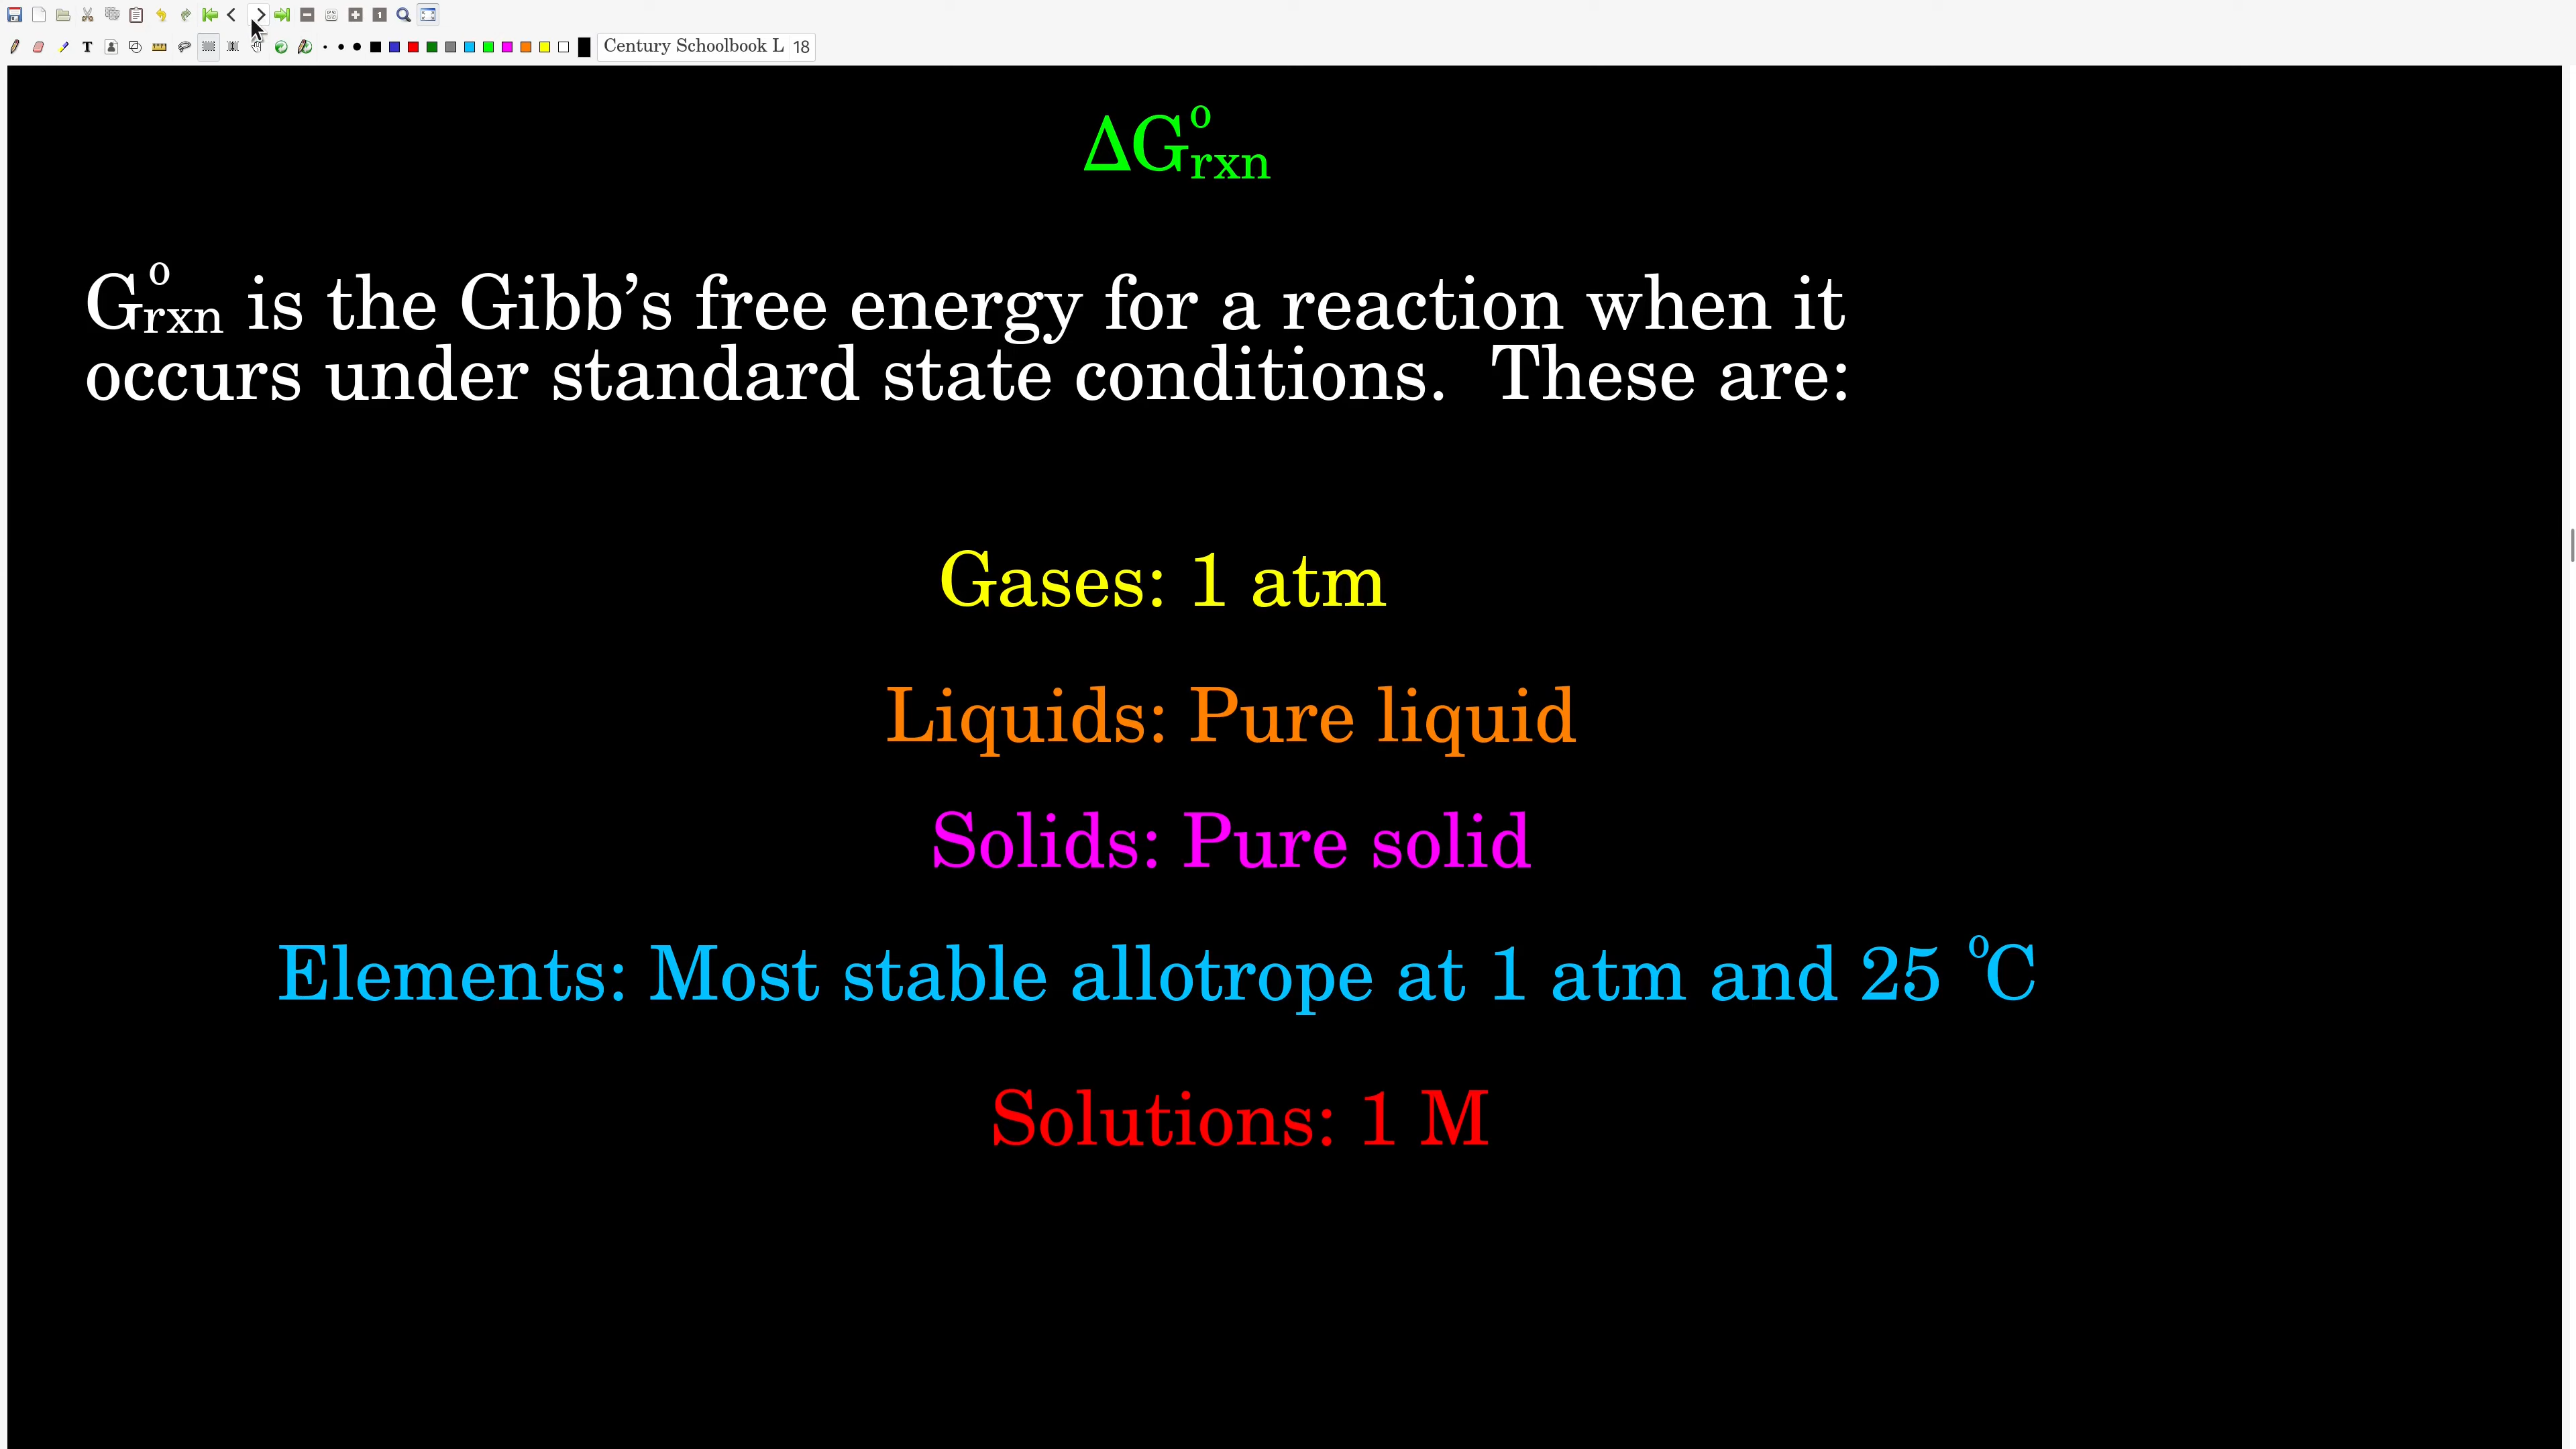 Century Schoolbook L 18
ΔG°rxn
G°rxn is the Gibb’s free energy for a reaction when it
occurs under standard state conditions.  These are:
Gases: 1 atm
Liquids: Pure liquid
Solids: Pure solid
Elements: Most stable allotrope at 1 atm and 25 °C
Solutions: 1 M